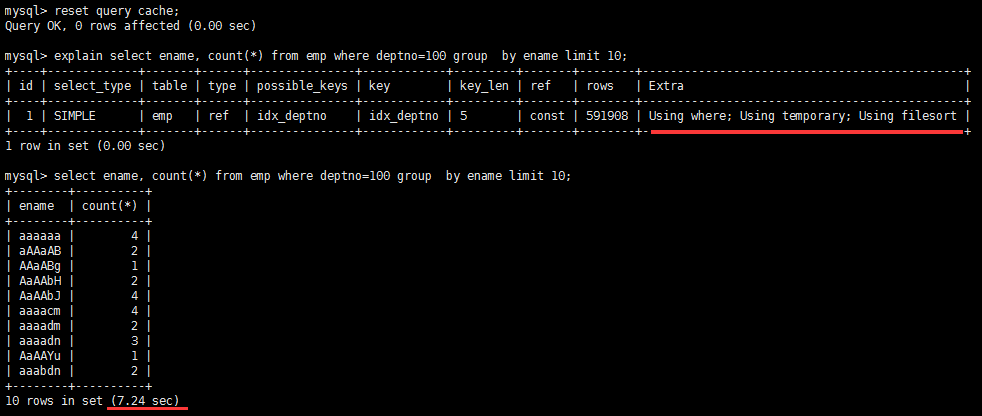 mysql> reset query cache;
Query OK, 0 rows affected (0.00 sec)
mysql> explain select ename, count(*) from emp where deptno=100 group  by ename limit 10;
+----+-------------+-------+------+---------------+------------+---------+-------+--------+----------------------------------------------+
| id | select_type | table | type | possible_keys | key        | key_len | ref   | rows   | Extra                                        |
+----+-------------+-------+------+---------------+------------+---------+-------+--------+----------------------------------------------+
|  1 | SIMPLE      | emp   | ref  | idx_deptno    | idx_deptno | 5       | const | 591908 | Using where; Using temporary; Using filesort |
+----+-------------+-------+------+---------------+------------+---------+-------+--------+----------------------------------------------+
1 row in set (0.00 sec)
mysql> select ename, count(*) from emp where deptno=100 group  by ename limit 10;
+--------+----------+
| ename  | count(*) |
+--------+----------+
| aaaaaa |        4 |
| aAAaAB |        2 |
| AAaABg |        1 |
| AaAAbH |        2 |
| AaAAbJ |        4 |
| aaaacm |        4 |
| aaaadm |        2 |
| aaaadn |        3 |
| AaAAYu |        1 |
| aaabdn |        2 |
+--------+----------+
10 rows in set (7.24 sec)